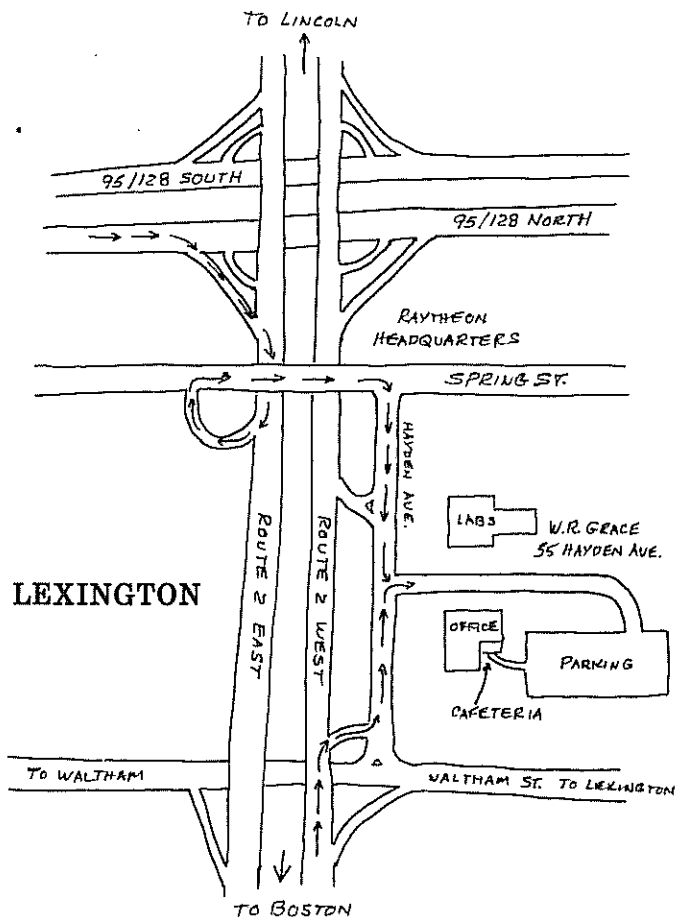 TO LINCOLN
95/128 SOUTH
95/128 NORTH
RAYTHEON
HEADQUARTERS
SPRING ST.
HAYDEN AVE.
LABS
W.R. GRACE
55 HAYDEN AVE.
ROUTE 2 EAST
ROUTE 2 WEST
LEXINGTON
OFFICE
PARKING
CAFETERIA
TO WALTHAM
WALTHAM ST. TO LEXINGTON
TO BOSTON